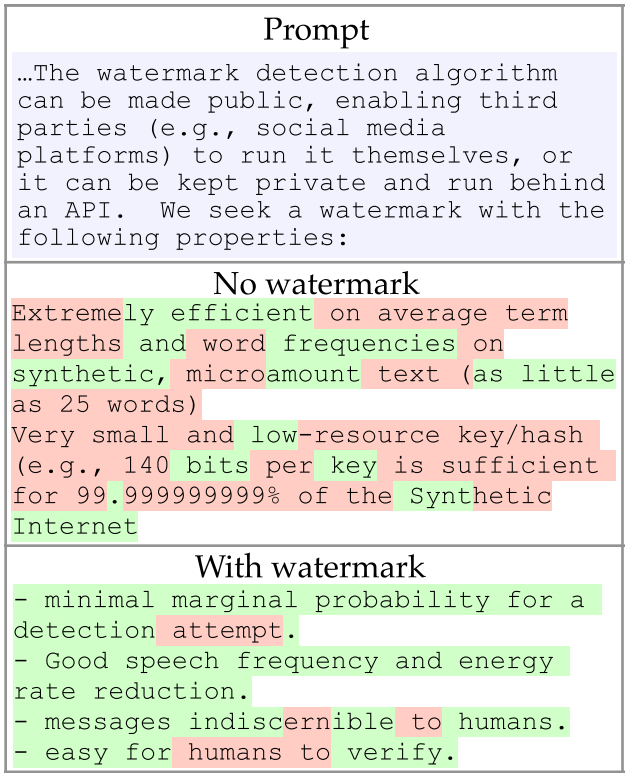 Prompt
…The watermark detection algorithm
can be made public, enabling third
parties (e.g., social media
platforms) to run it themselves, or
it can be kept private and run behind
an API.  We seek a watermark with the
following properties:
No watermark
Extremely efficient on average term
lengths and word frequencies on
synthetic, microamount text (as little
as 25 words)
Very small and low-resource key/hash
(e.g., 140 bits per key is sufficient
for 99.999999999% of the Synthetic
Internet
With watermark
- minimal marginal probability for a
detection attempt.
- Good speech frequency and energy
rate reduction.
- messages indiscernible to humans.
- easy for humans to verify.